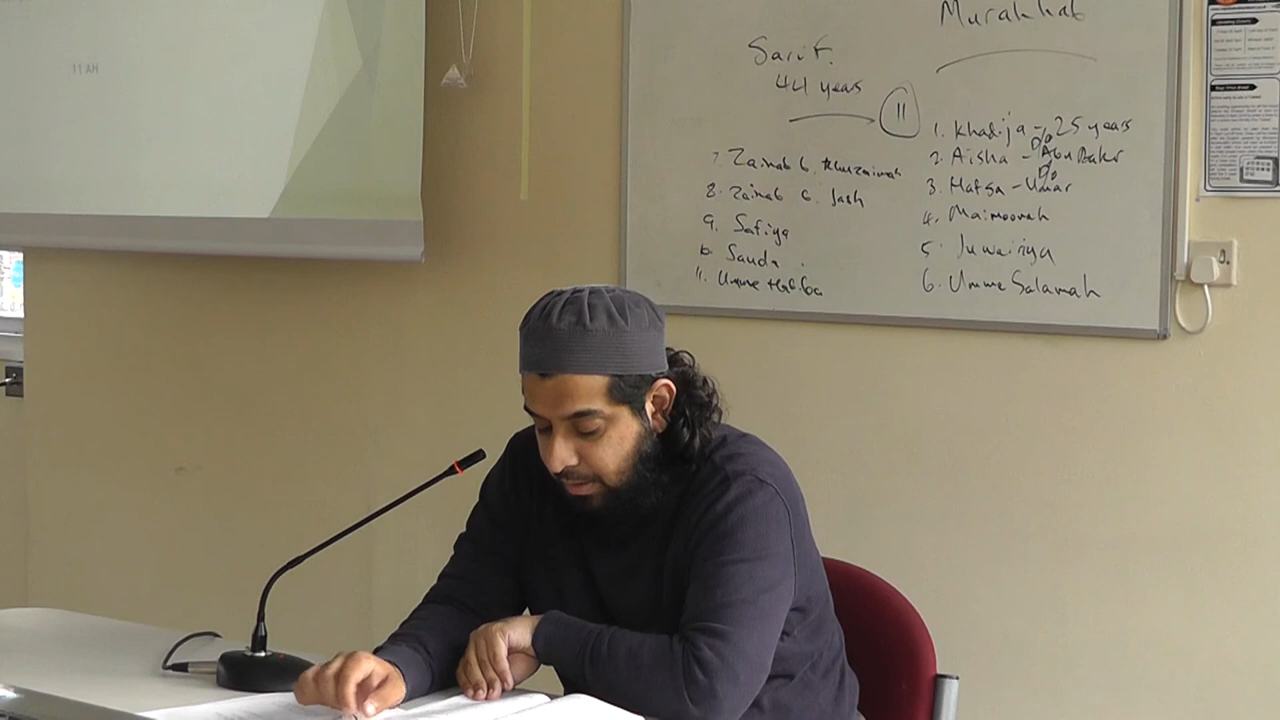 11 AH
Murakkab
Sarif.
44 years
11
1. Khadija - 25 years
2. Aisha - D/o Abu Bakr
3. Hafsa - D/o Umar
4. Maimoonah
5. Juwairiya
6. Umme Salamah
7. Zainab b. Khuzaimah
8. Zainab b. Jash
9. Safiya
10. Sauda
11. Umme Habiba